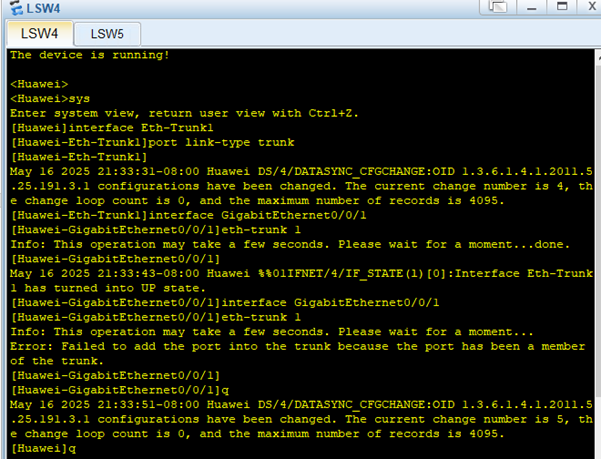 LSW4
LSW4 LSW5
The device is running!
<Huawei>
<Huawei>sys
Enter system view, return user view with Ctrl+Z.
[Huawei]interface Eth-Trunk1
[Huawei-Eth-Trunk1]port link-type trunk
[Huawei-Eth-Trunk1]
May 16 2025 21:33:31-08:00 Huawei DS/4/DATASYNC_CFGCHANGE:OID 1.3.6.1.4.1.2011.5
.25.191.3.1 configurations have been changed. The current change number is 4, th
e change loop count is 0, and the maximum number of records is 4095.
[Huawei-Eth-Trunk1]interface GigabitEthernet0/0/1
[Huawei-GigabitEthernet0/0/1]eth-trunk 1
Info: This operation may take a few seconds. Please wait for a moment...done.
[Huawei-GigabitEthernet0/0/1]
May 16 2025 21:33:43-08:00 Huawei %%01IFNET/4/IF_STATE(l)[0]:Interface Eth-Trunk
1 has turned into UP state.
[Huawei-GigabitEthernet0/0/1]interface GigabitEthernet0/0/1
[Huawei-GigabitEthernet0/0/1]eth-trunk 1
Info: This operation may take a few seconds. Please wait for a moment...
Error: Failed to add the port into the trunk because the port has been a member
of the trunk.
[Huawei-GigabitEthernet0/0/1]
[Huawei-GigabitEthernet0/0/1]q
May 16 2025 21:33:51-08:00 Huawei DS/4/DATASYNC_CFGCHANGE:OID 1.3.6.1.4.1.2011.5
.25.191.3.1 configurations have been changed. The current change number is 5, th
e change loop count is 0, and the maximum number of records is 4095.
[Huawei]q